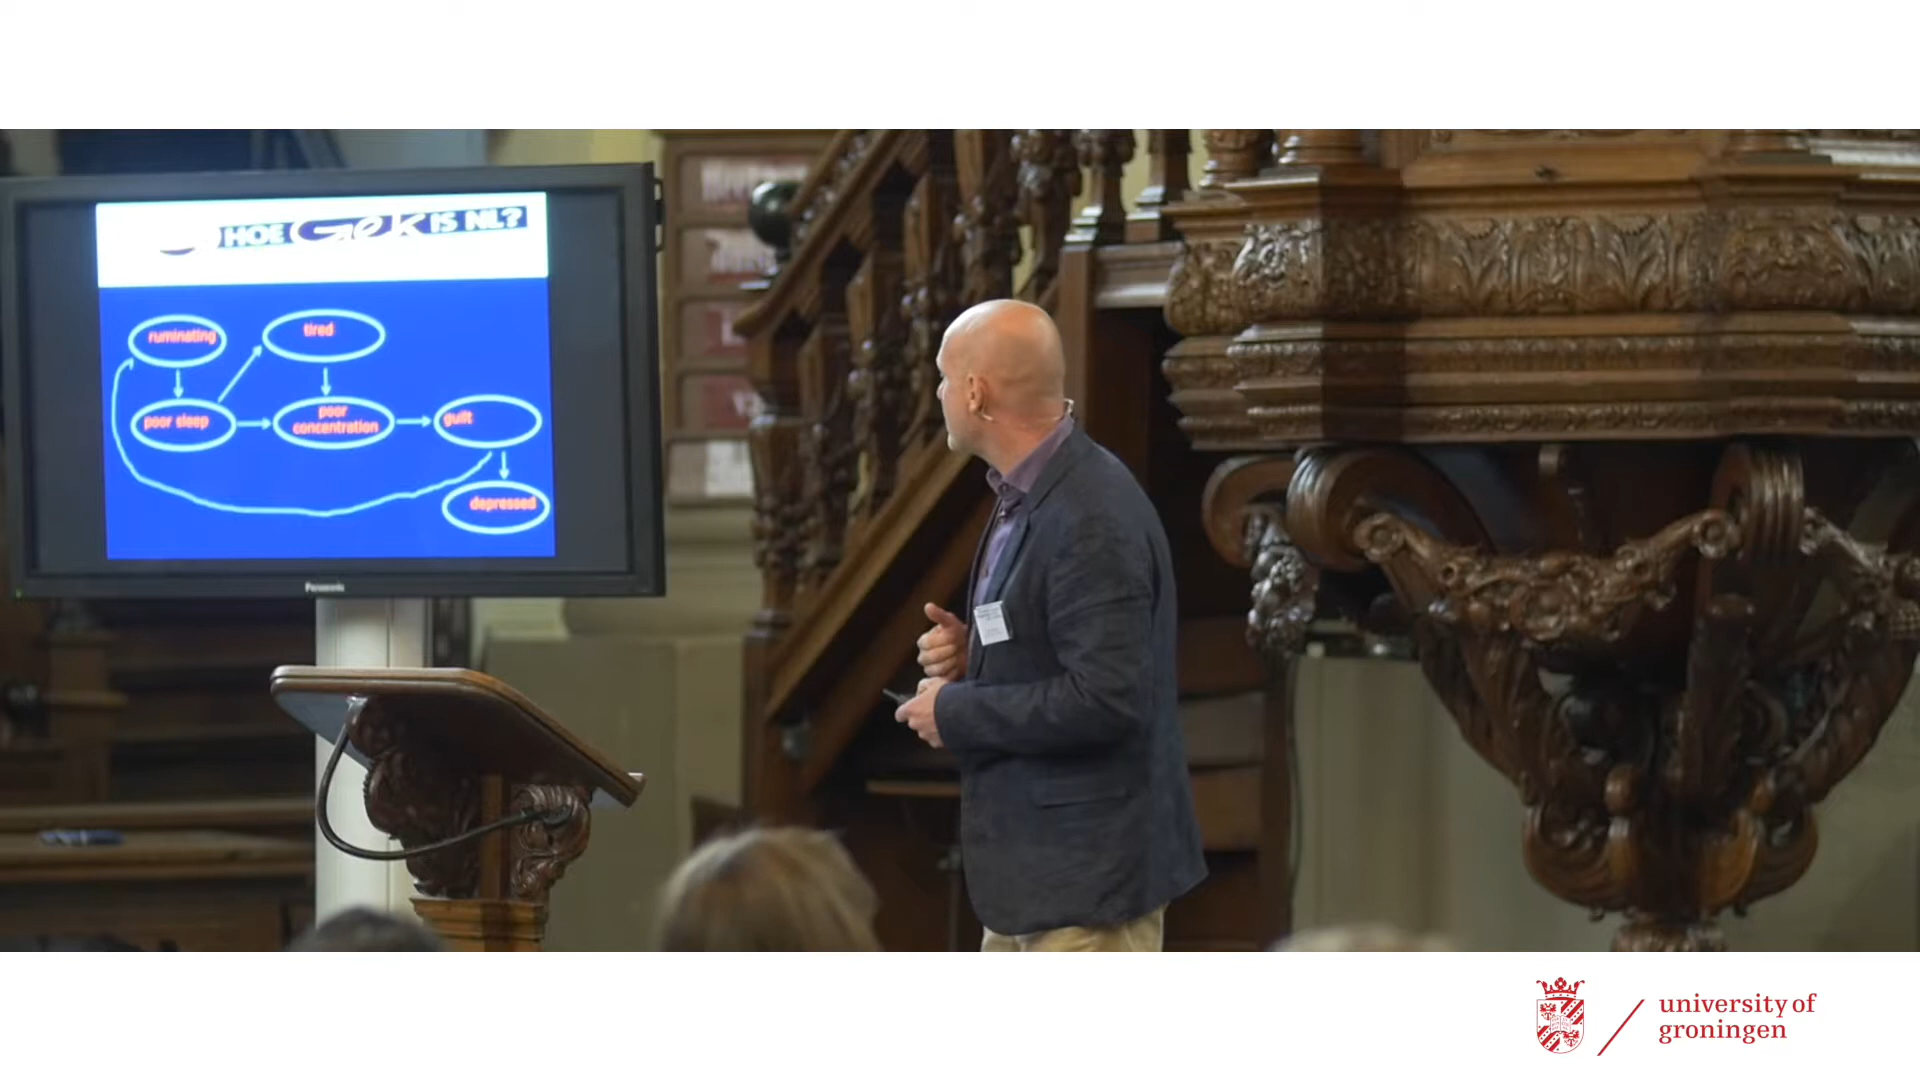 HOE GeK IS NL?
ruminating
tired
poor sleep
poor
concentration
guilt
depressed
Panasonic
university of
groningen